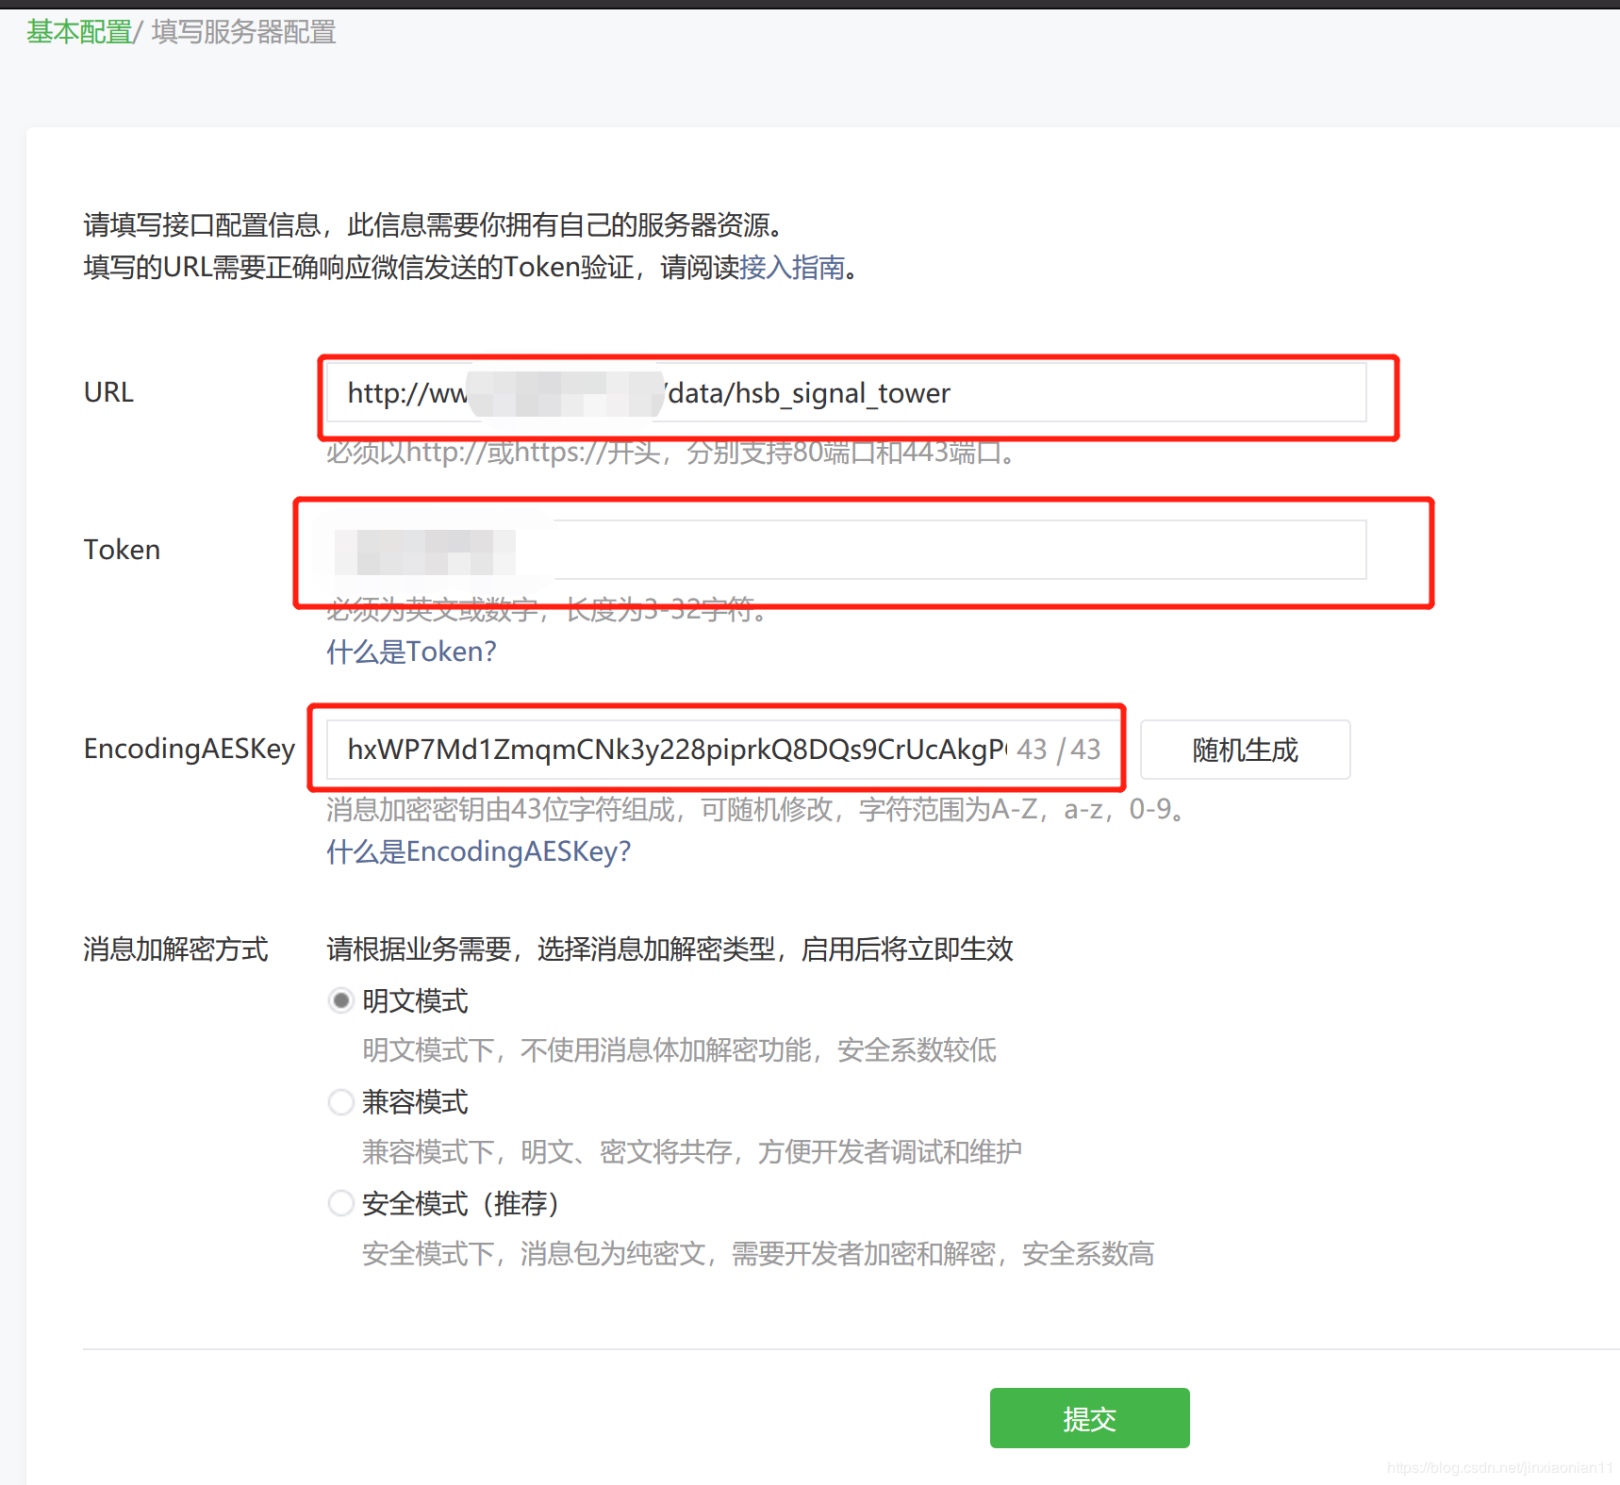 基本配置/ 填写服务器配置
请填写接口配置信息，此信息需要你拥有自己的服务器资源。
填写的URL需要正确响应微信发送的Token验证，请阅读接入指南。
URL
http://ww /data/hsb_signal_tower
必须以http://或https://开头，分别支持80端口和443端口。
Token
必须为英文或数字，长度为3-32字符。
什么是Token？
EncodingAESKey
hxWP7Md1ZmqmCNk3y228piprkQ8DQs9CrUcAkgP 43 /43
随机生成
消息加密密钥由43位字符组成，可随机修改，字符范围为A-Z，a-z，0-9。
什么是EncodingAESKey？
消息加解密方式
请根据业务需要，选择消息加解密类型，启用后将立即生效
明文模式
明文模式下，不使用消息体加解密功能，安全系数较低
兼容模式
兼容模式下，明文、密文将共存，方便开发者调试和维护
安全模式（推荐）
安全模式下，消息包为纯密文，需要开发者加密和解密，安全系数高
提交
https://blog.csdn.net/jinxiaonian11